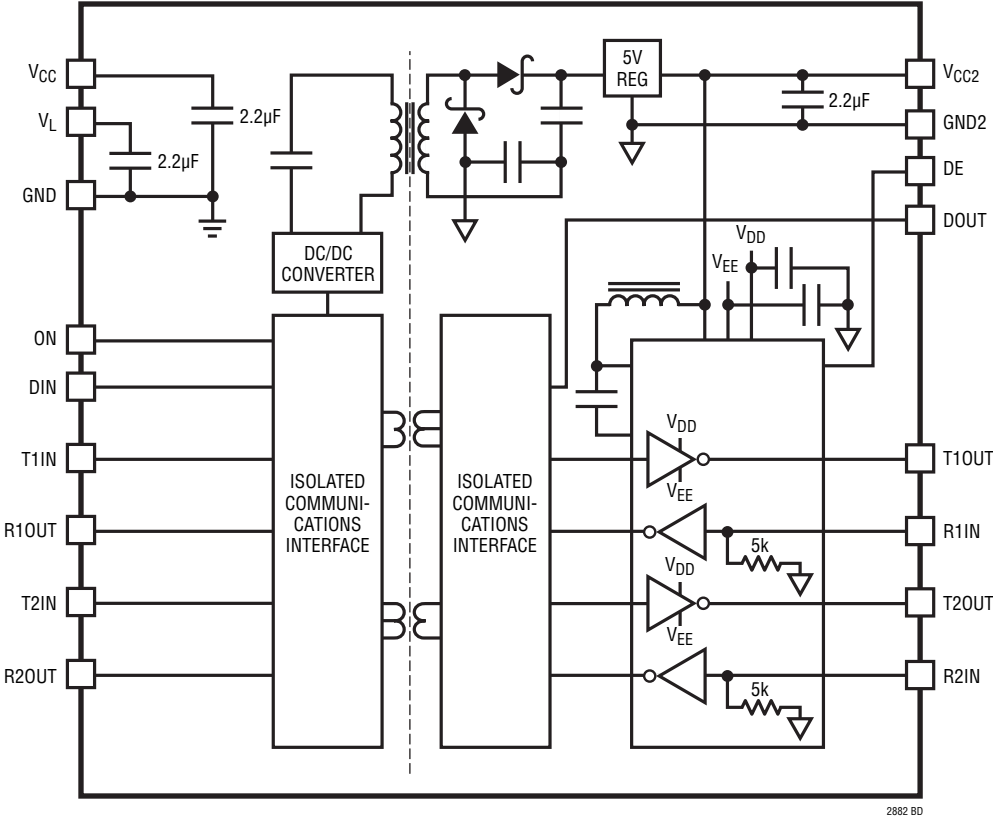 VCC
2.2µF
VL
2.2µF
GND
5V
REG
VCC2
2.2µF
GND2
DE
DOUT
DC/DC
CONVERTER
VDD
VEE
ON
DIN
T1IN
R1OUT
T2IN
R2OUT
ISOLATED
COMMUNI-
CATIONS
INTERFACE
ISOLATED
COMMUNI-
CATIONS
INTERFACE
VDD
VEE
T1OUT
R1IN
5k
VDD
VEE
T2OUT
R2IN
5k
2882 BD